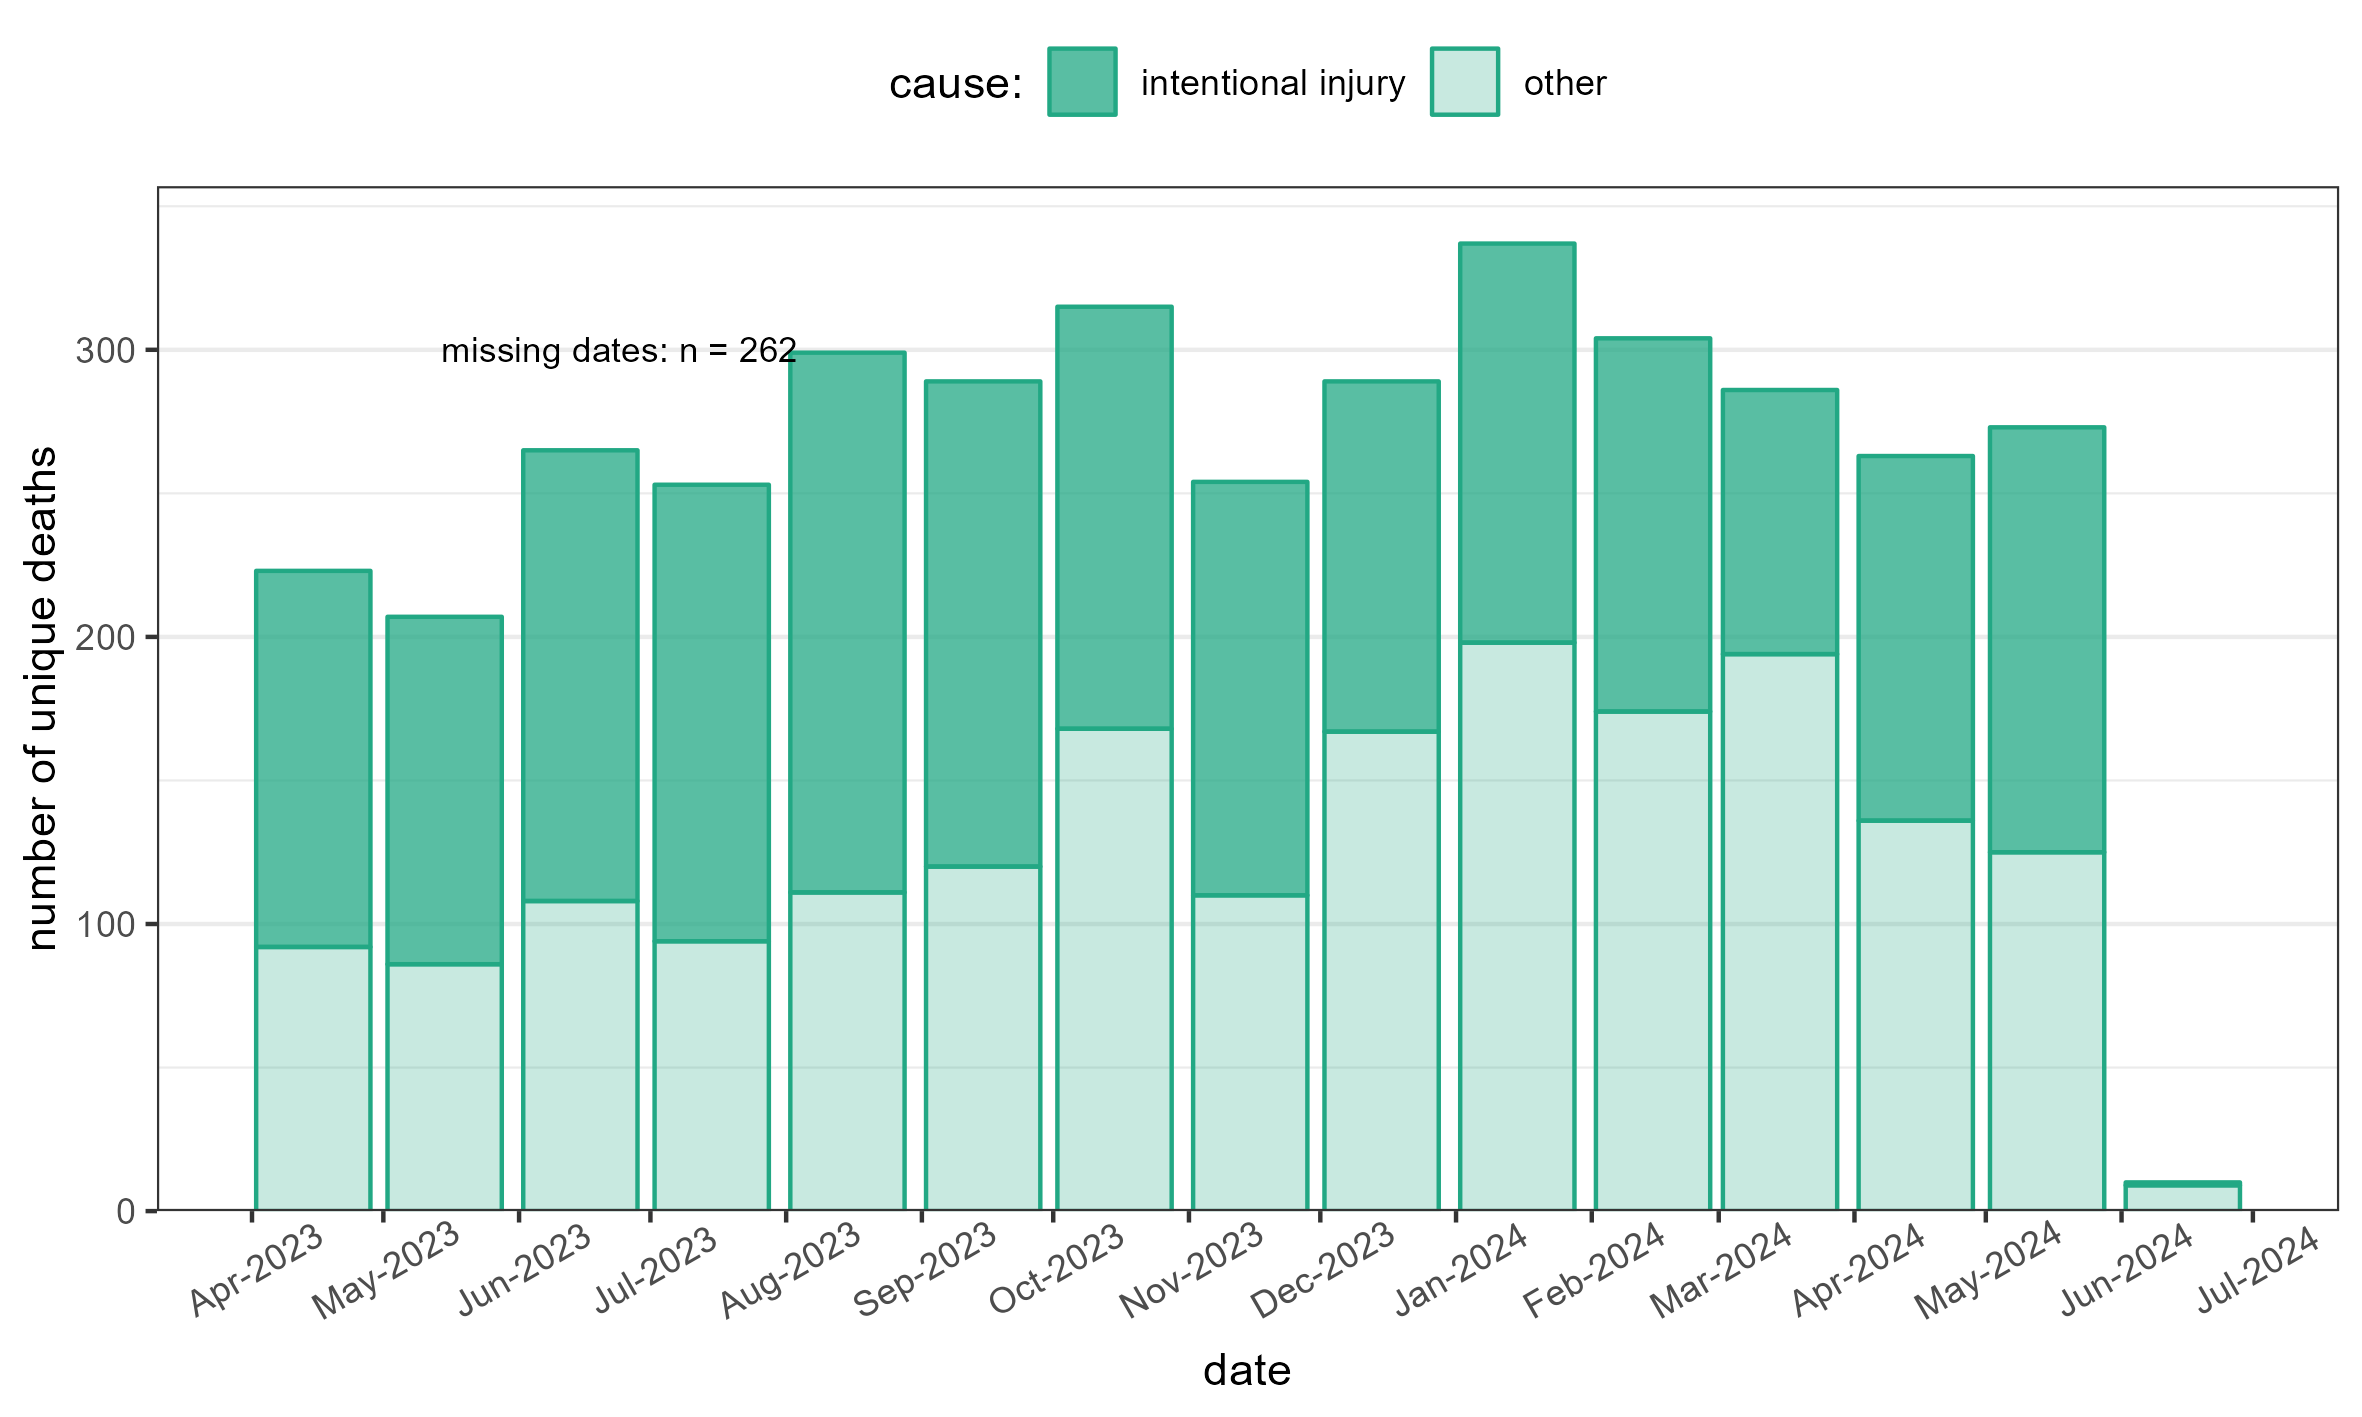 cause: intentional injury other
missing dates: n = 262
number of unique deaths
300
200
100
0
Apr-2023 May-2023 Jun-2023 Jul-2023 Aug-2023 Sep-2023 Oct-2023 Nov-2023 Dec-2023 Jan-2024 Feb-2024 Mar-2024 Apr-2024 May-2024 Jun-2024 Jul-2024
date